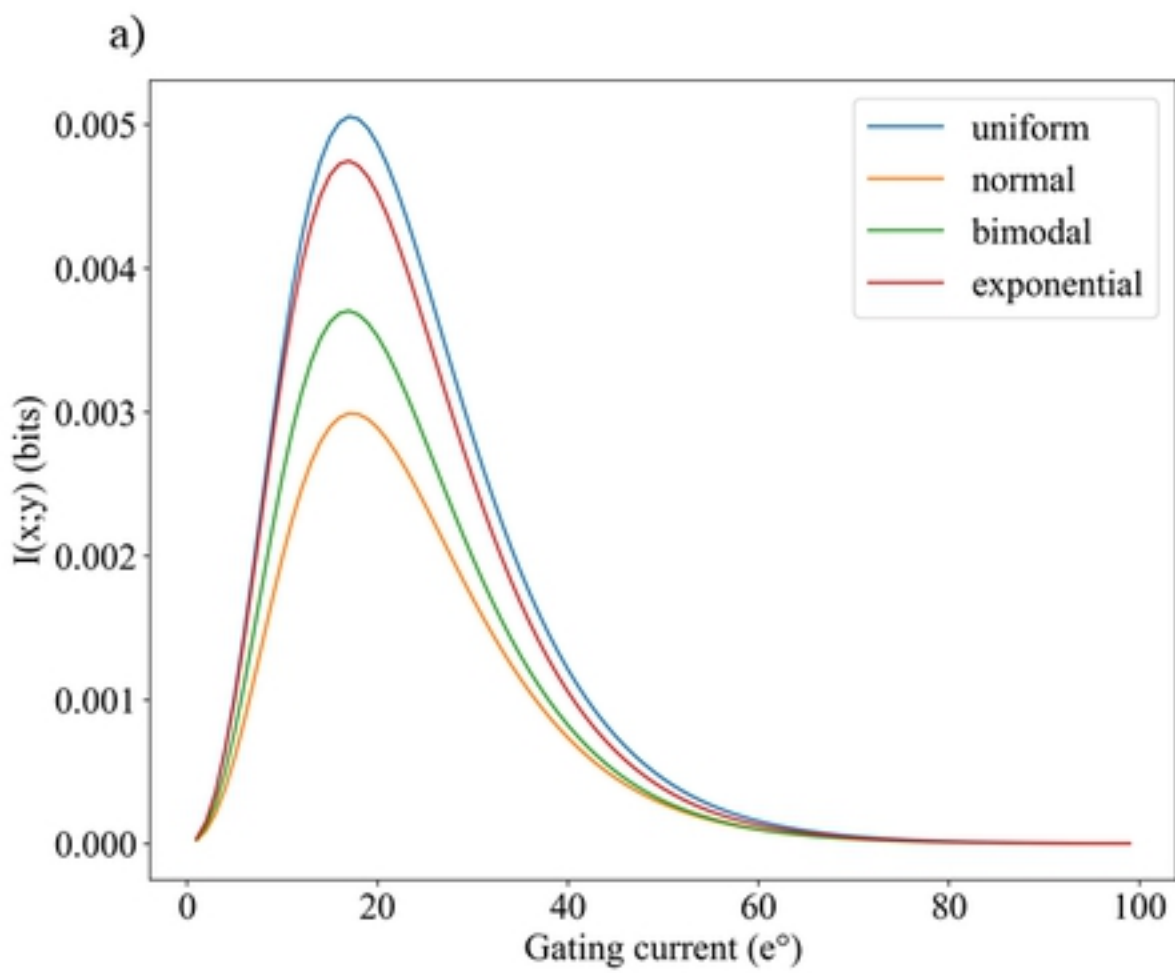 a)
0.005
0.004
0.003
0.002
0.001
0.000
I(x;y) (bits)
uniform
normal
bimodal
exponential
0 20 40 60 80 100
Gating current (e°)